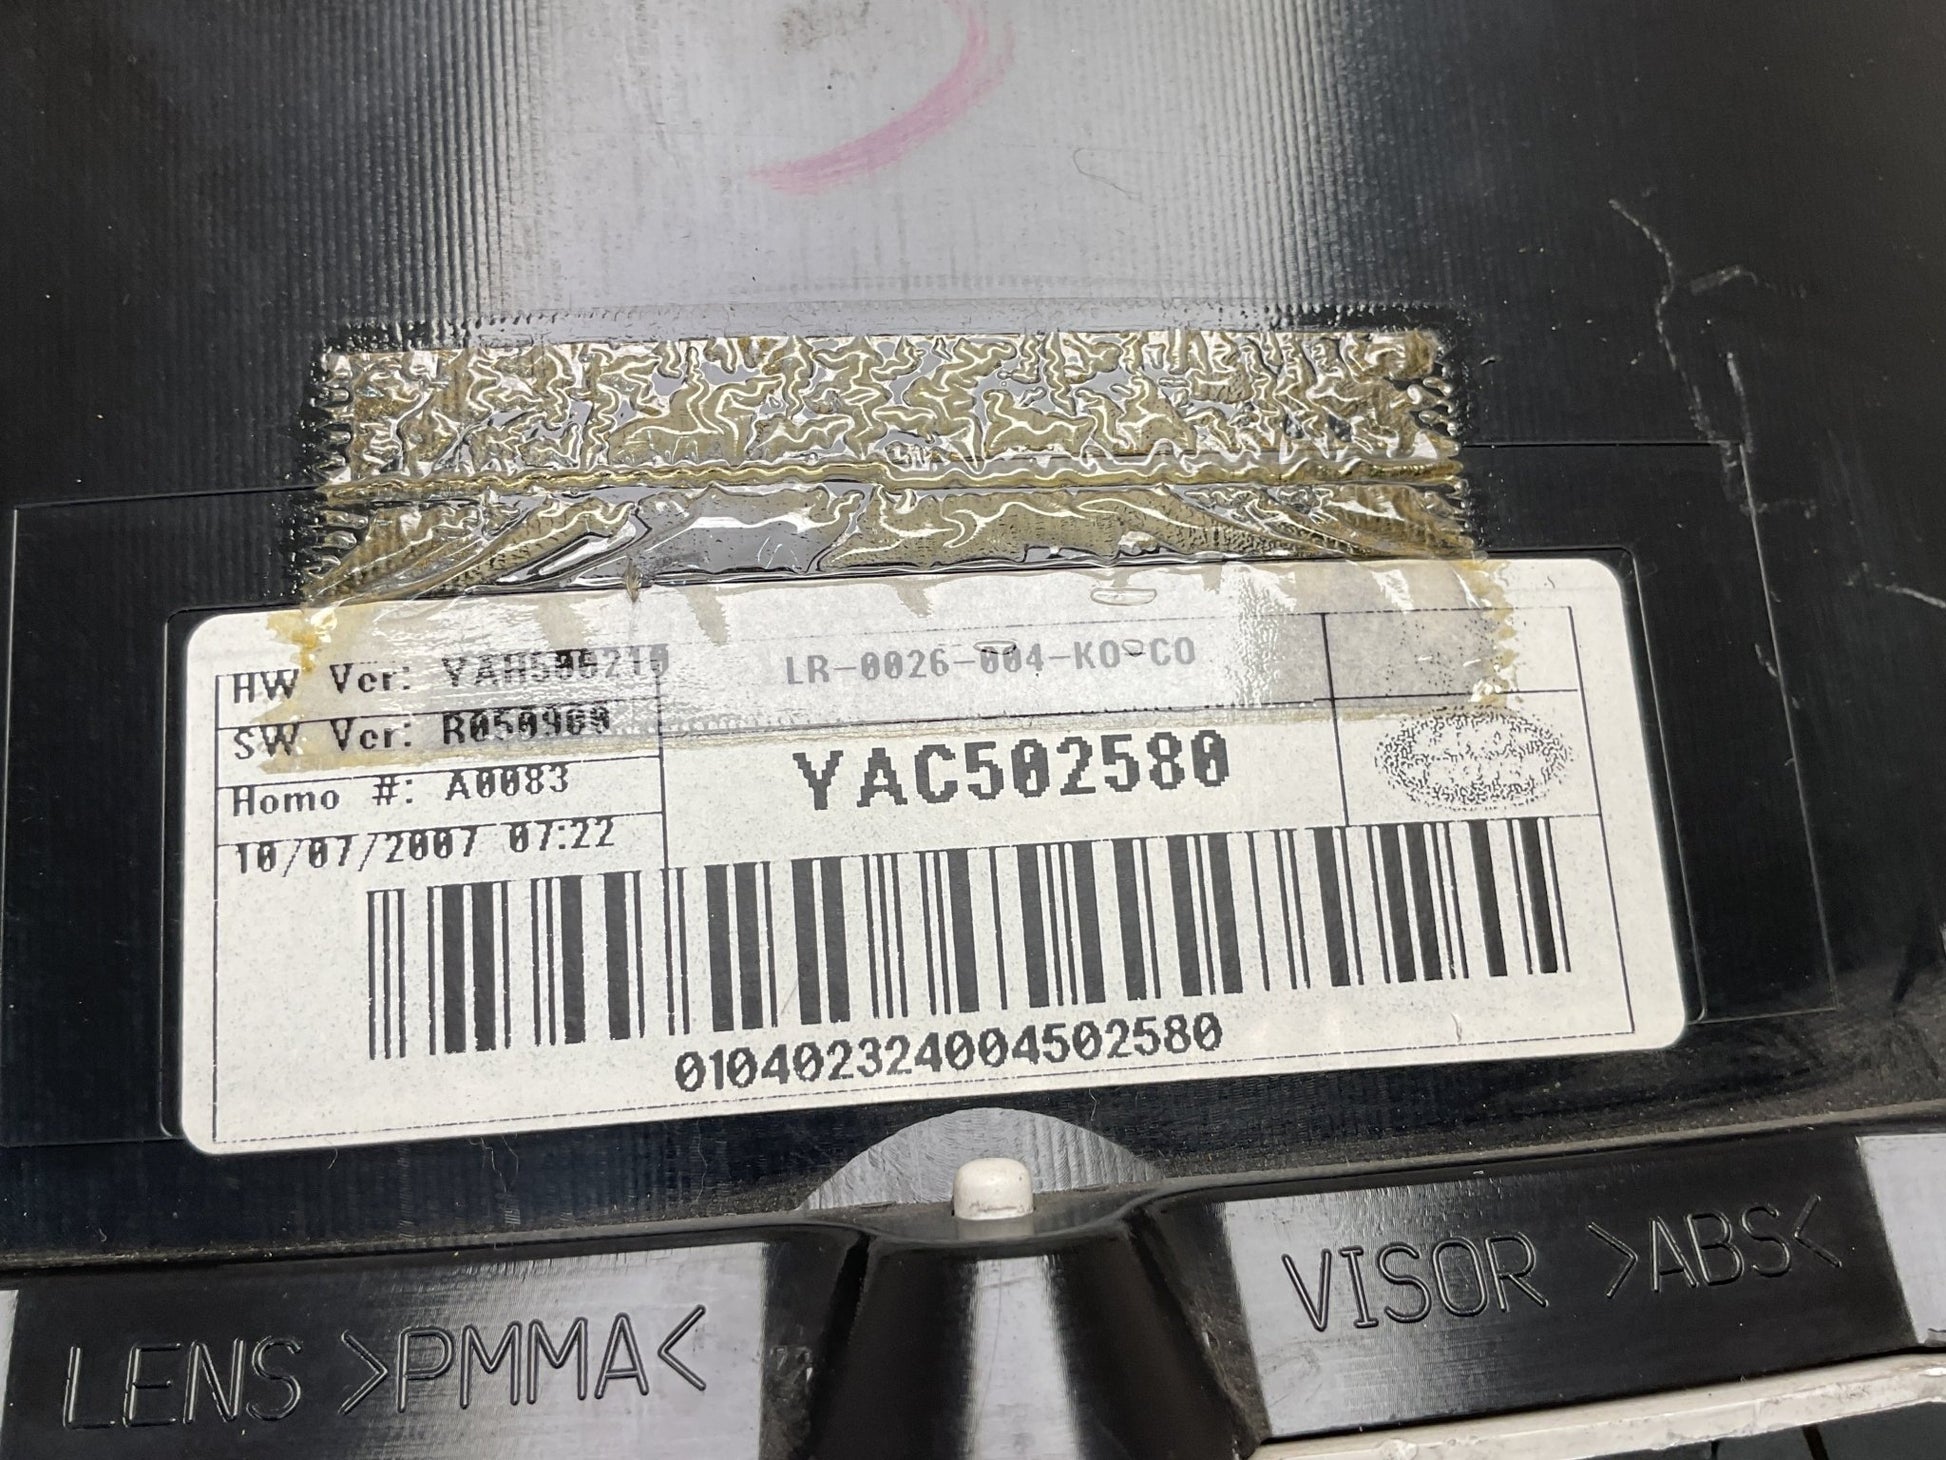 HW Ver: YAH500210
LR-0026-004-KO-CO
SW Ver: R050900
Homo #: A0083
YAC502580
10/07/2007 07:22
010402324004502580
LENS >PMMA<
VISOR >ABS<